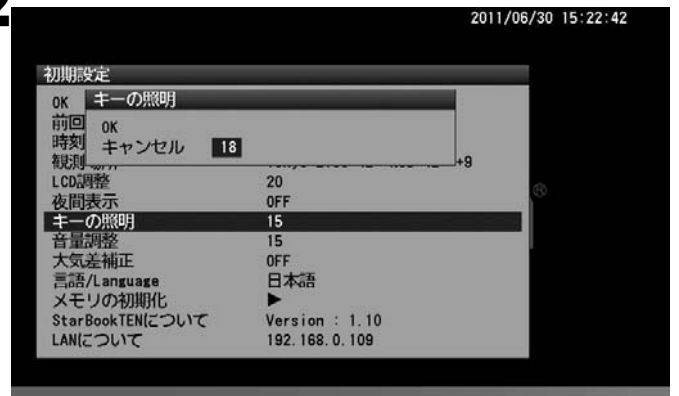 2011/06/30 15:22:42
初期設定
OK
キーの照明
前回
OK
時刻
キャンセル 18
観測
+9
LCD調整 20
夜間表示 OFF
キーの照明 15
音量調整 15
大気差補正 OFF
言語/Language 日本語
メモリの初期化 ▶
StarBookTENについて Version : 1.10
LANについて 192.168.0.109
®